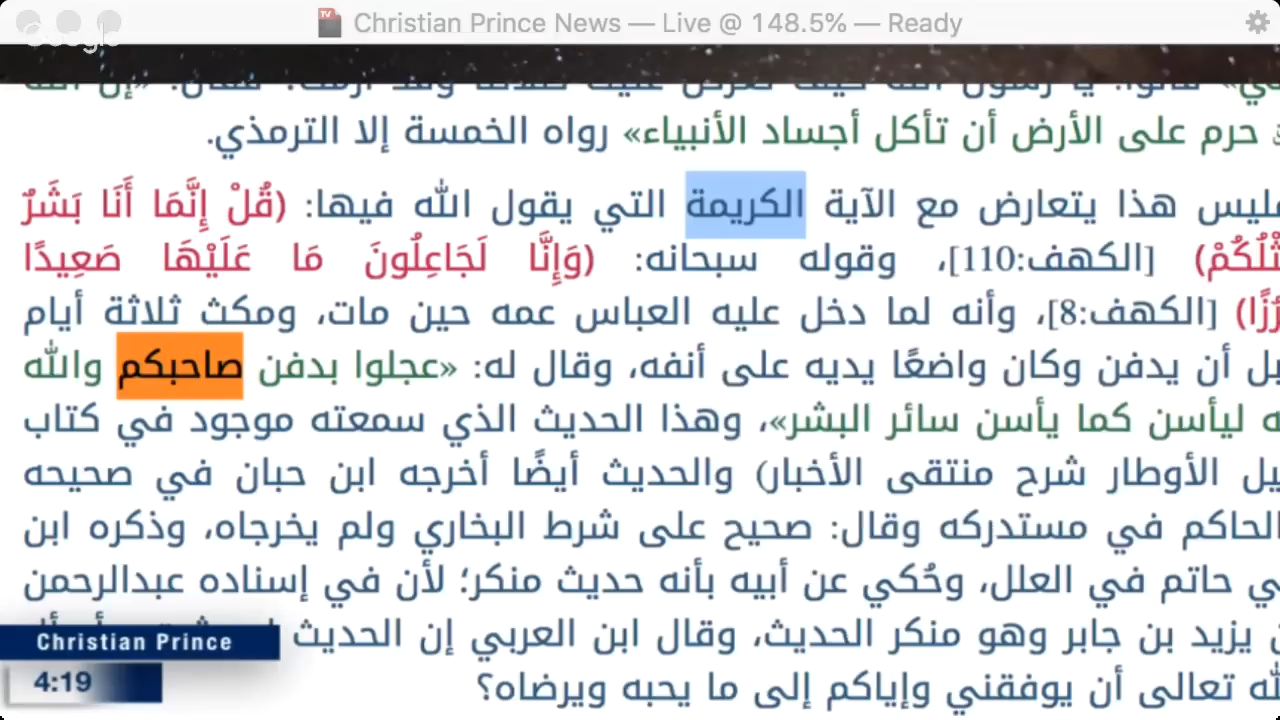 Christian Prince News — Live @ 148.5% — Ready
Google
حرم على الأرض أن تأكل أجساد الأنبياء» رواه الخمسة إلا الترمذي.
هذا يتعارض مع الآية الكريمة التي يقول الله فيها: (قُلْ إِنَّمَا أَنَا بَشَرٌ
[الكهف:110]، وقوله سبحانه: (وَإِنَّا لَجَاعِلُونَ مَا عَلَيْهَا صَعِيدًا
[الكهف:8]، وأنه لما دخل عليه العباس عمه حين مات، ومكث ثلاثة أيام
أن يدفن وكان واضعًا يديه على أنفه، وقال له: «عجلوا بدفن صاحبكم والله
ليأسن كما يأسن سائر البشر»، وهذا الحديث الذي سمعته موجود في كتاب
الأوطار شرح منتقى الأخبار) والحديث أيضًا أخرجه ابن حبان في صحيحه
الحاكم في مستدركه وقال: صحيح على شرط البخاري ولم يخرجاه، وذكره ابن
حاتم في العلل، وحُكي عن أبيه بأنه حديث منكر؛ لأن في إسناده عبدالرحمن
يزيد بن جابر وهو منكر الحديث، وقال ابن العربي إن الحديث
تعالى أن يوفقني وإياكم إلى ما يحبه ويرضاه؟
Christian Prince
4:19